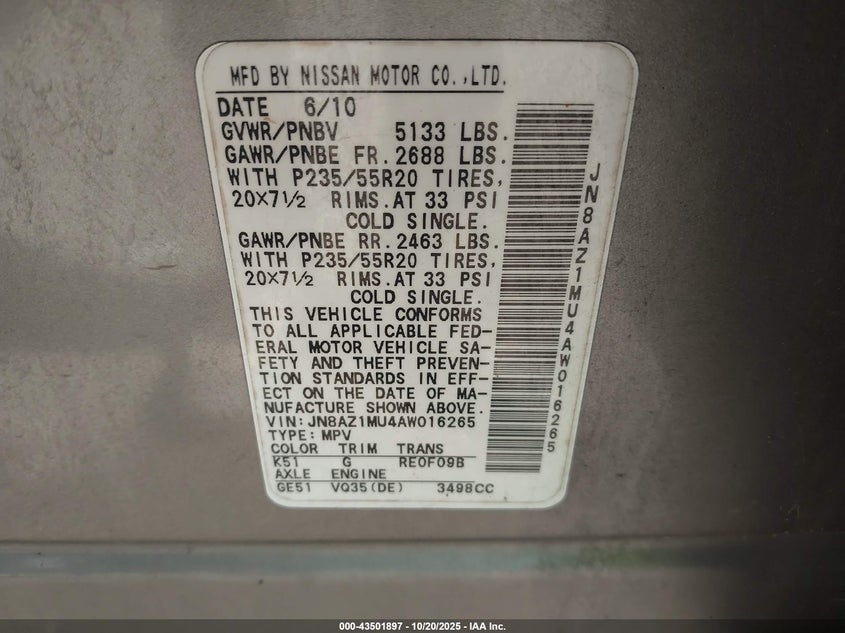 MFD BY NISSAN MOTOR CO.,LTD.
DATE 6/10
GVWR/PNBV 5133 LBS.
GAWR/PNBE FR. 2688 LBS.
WITH P235/55R20 TIRES,
20×7½ RIMS.AT 33 PSI
COLD SINGLE.
GAWR/PNBE RR. 2463 LBS.
WITH P235/55R20 TIRES,
20×7½ RIMS.AT 33 PSI
COLD SINGLE.
THIS VEHICLE CONFORMS
TO ALL APPLICABLE FED-
ERAL MOTOR VEHICLE SA-
FETY AND THEFT PREVEN-
TION STANDARDS IN EFF-
ECT ON THE DATE OF MA-
NUFACTURE SHOWN ABOVE.
VIN:JN8AZ1MU4AW016265
TYPE:MPV
COLOR TRIM TRANS
K51 G RE0F09B
AXLE ENGINE
GE51 VQ35(DE) 3498CC
JN8AZ1MU4AW016265
000-43501897 - 10/20/2025 - IAA Inc.